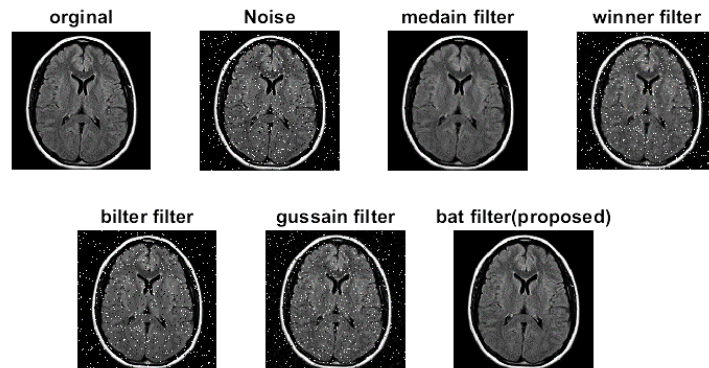 orginal
Noise
medain filter
winner filter
bilter filter
gussain filter
bat filter(proposed)